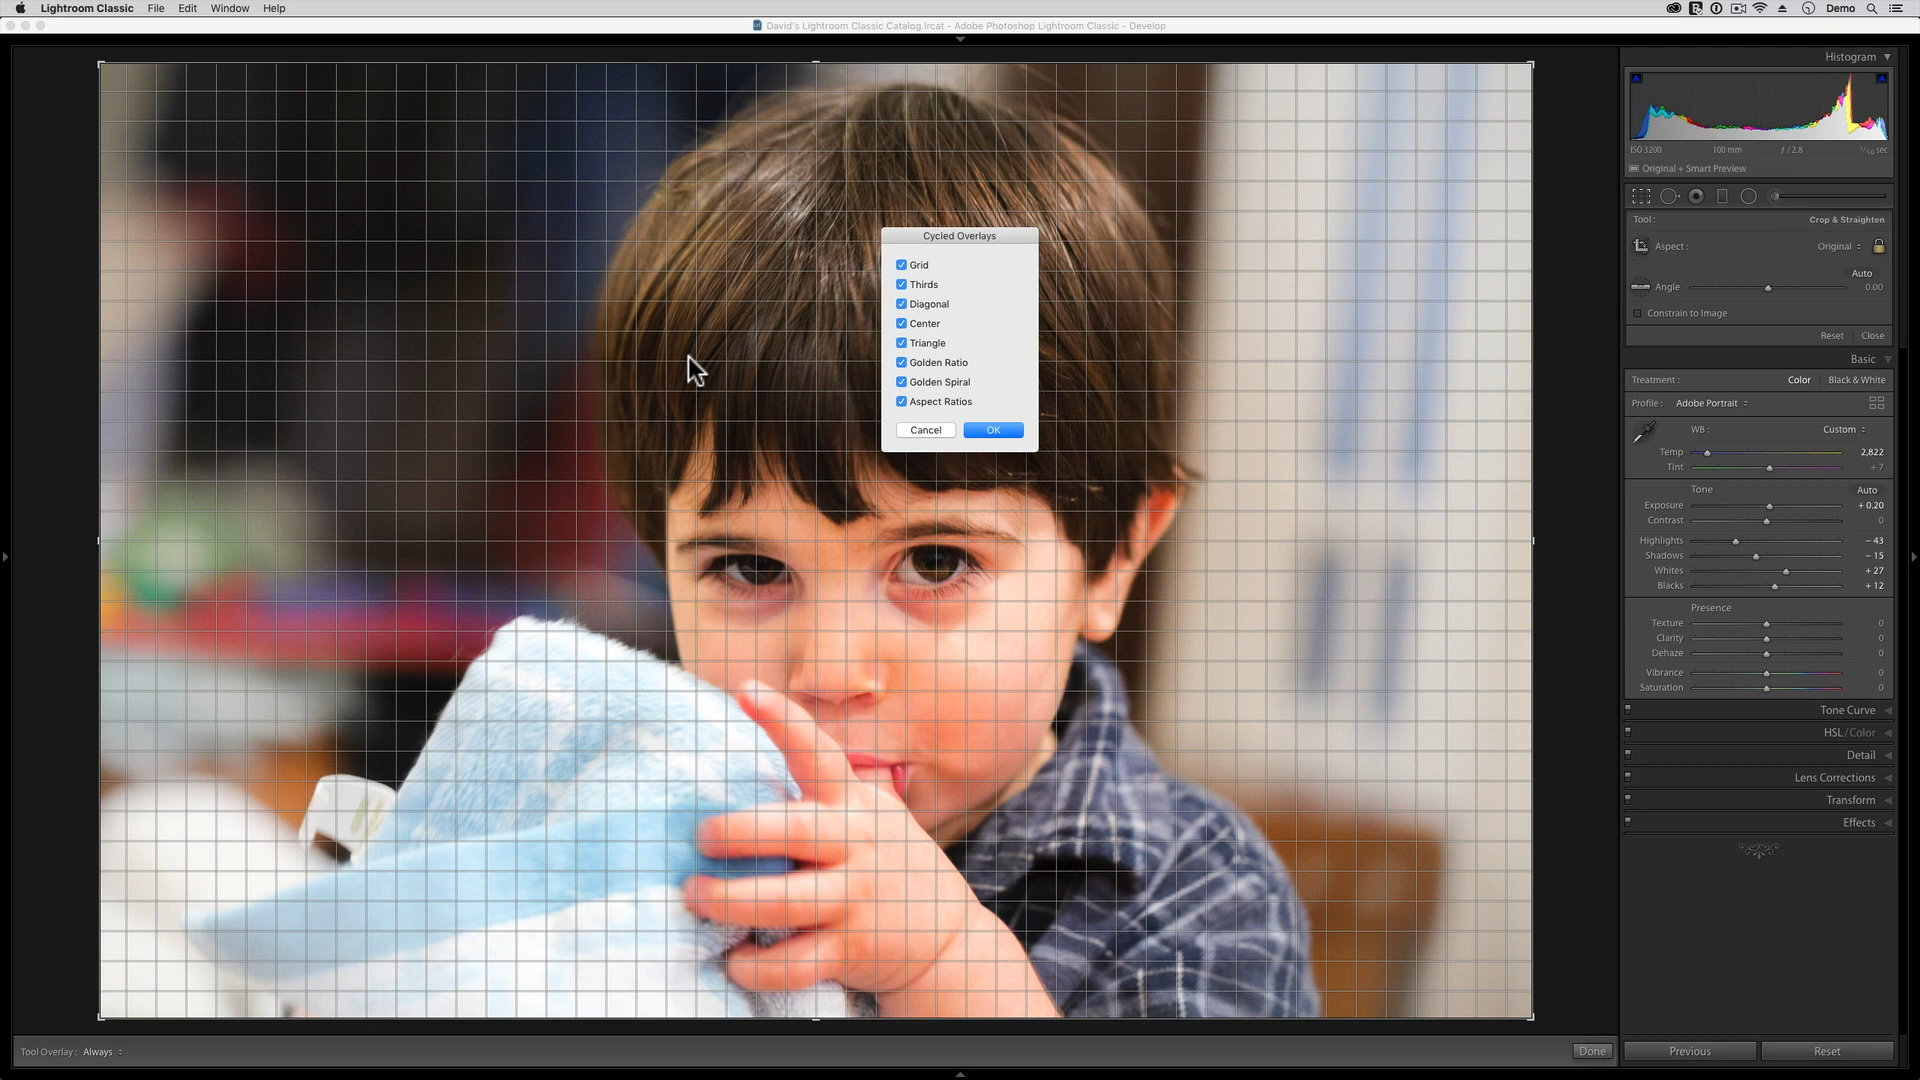 Lightroom Classic File Edit Window Help Demo
David's Lightroom Classic Catalog.lrcat - Adobe Photoshop Lightroom Classic - Develop
Histogram
ISO 3200 100 mm ƒ / 2.8 1/50 sec
Original + Smart Preview
Tool : Crop & Straighten
Aspect : Original
Auto
Angle 0.00
Constrain to Image
Reset Close
Basic
Treatment : Color Black & White
Profile : Adobe Portrait
WB : Custom
Temp 2,822
Tint + 7
Tone Auto
Exposure + 0.20
Contrast 0
Highlights − 43
Shadows − 15
Whites + 27
Blacks + 12
Presence
Texture 0
Clarity 0
Dehaze 0
Vibrance 0
Saturation 0
Tone Curve
HSL / Color
Detail
Lens Corrections
Transform
Effects
Previous Reset
Cycled Overlays
Grid
Thirds
Diagonal
Center
Triangle
Golden Ratio
Golden Spiral
Aspect Ratios
Cancel OK
Tool Overlay : Always Done